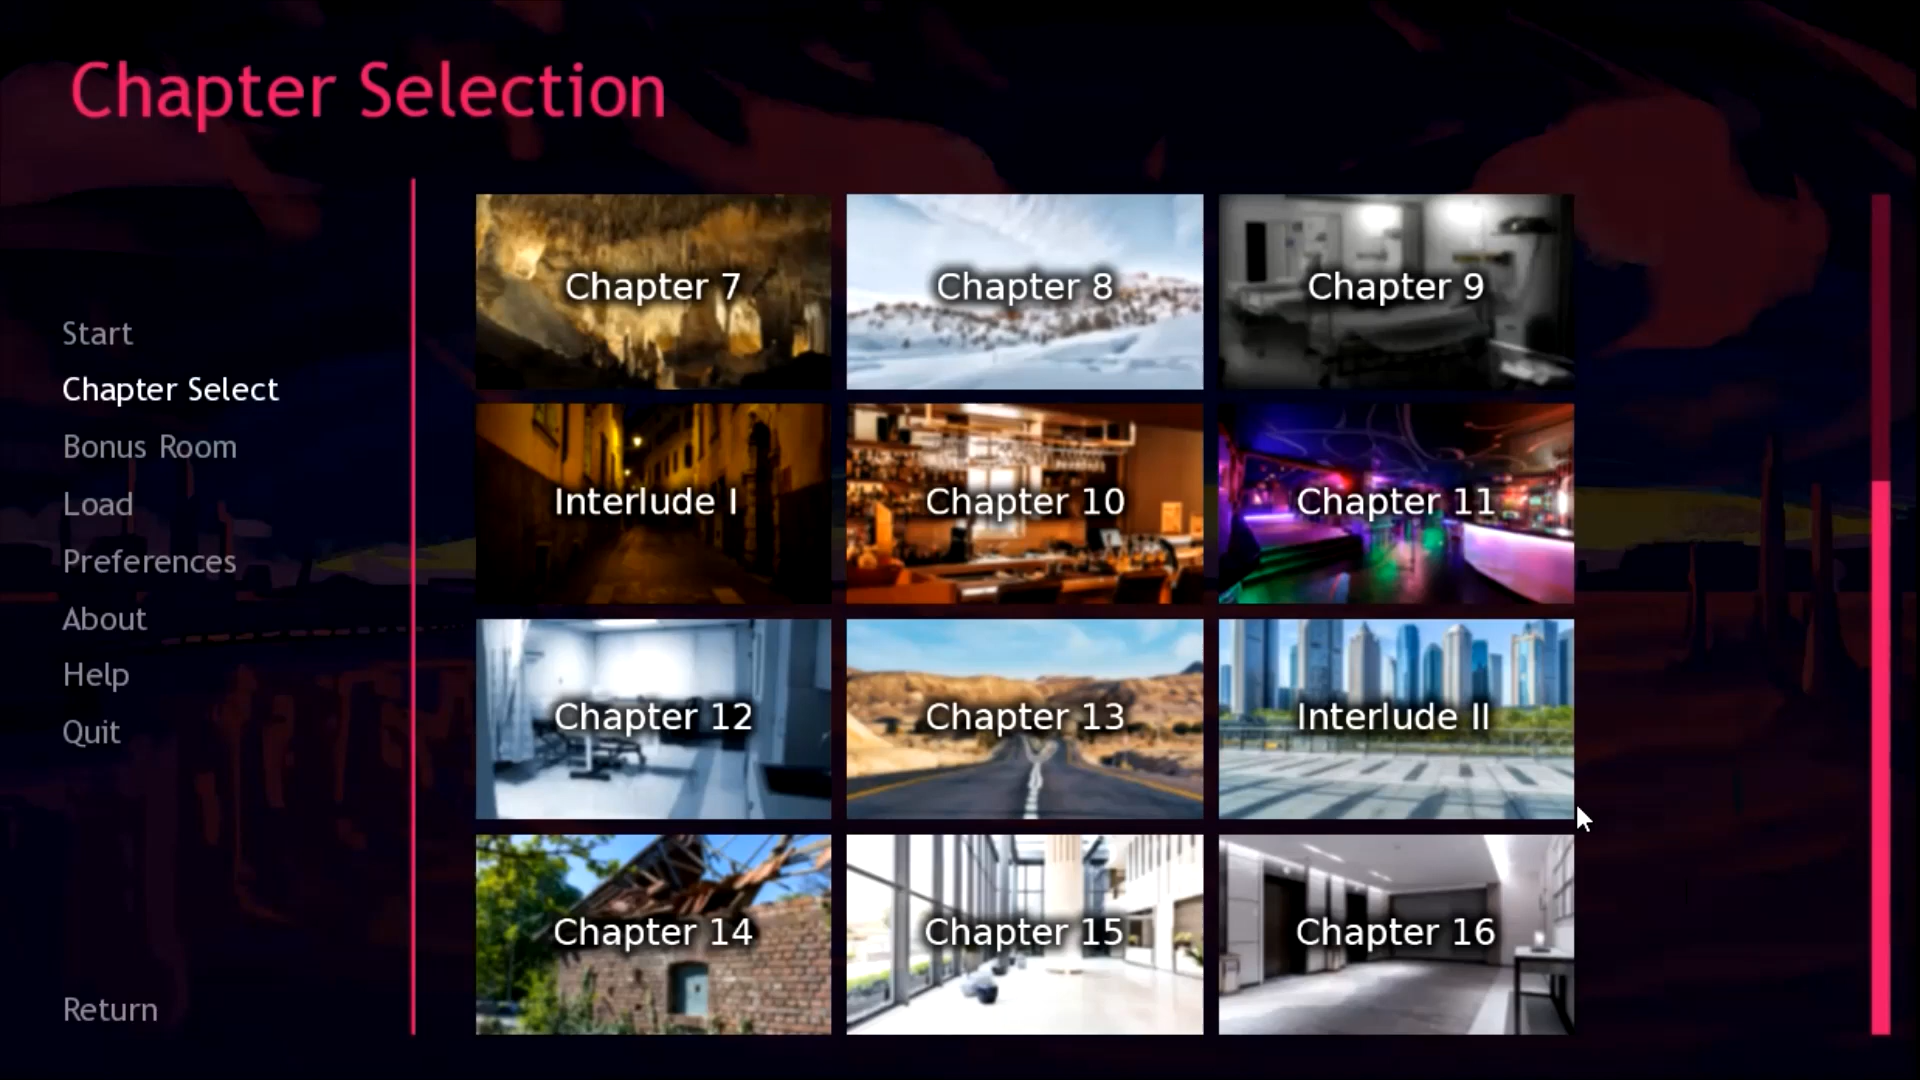 Chapter Selection
Start
Chapter Select
Bonus Room
Load
Preferences
About
Help
Quit
Return
Chapter 7
Chapter 8
Chapter 9
Interlude I
Chapter 10
Chapter 11
Chapter 12
Chapter 13
Interlude II
Chapter 14
Chapter 15
Chapter 16